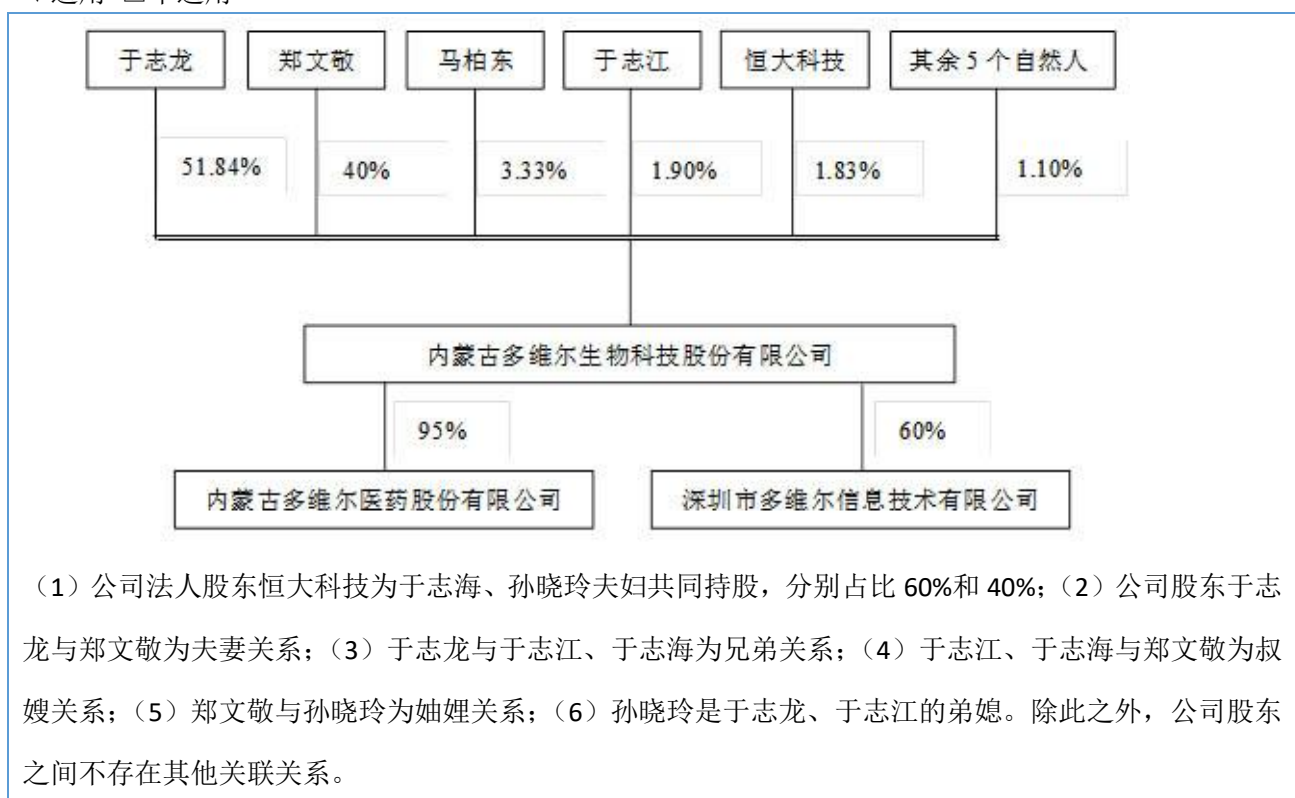 于志龙
郑文敬
马柏东
于志江
恒大科技
其余5个自然人
51.84%
40%
3.33%
1.90%
1.83%
1.10%
内蒙古多维尔生物科技股份有限公司
95%
60%
内蒙古多维尔医药股份有限公司
深圳市多维尔信息技术有限公司
（1）公司法人股东恒大科技为于志海、孙晓玲夫妇共同持股，分别占比 60%和 40%；（2）公司股东于志
龙与郑文敬为夫妻关系；（3）于志龙与于志江、于志海为兄弟关系；（4）于志江、于志海与郑文敬为叔
嫂关系；（5）郑文敬与孙晓玲为妯娌关系；（6）孙晓玲是于志龙、于志江的弟媳。除此之外，公司股东
之间不存在其他关联关系。